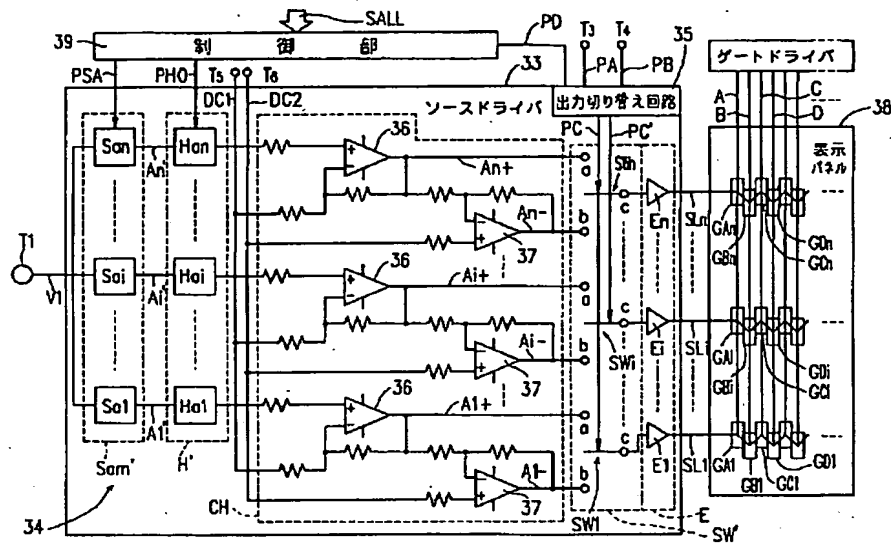 SALL
39
制 御 部
PD
T3
T4
35
PSA
PHO
T5
T6
33
PA
PB
ゲートドライバ
DC1
DC2
ソースドライバ
出力切り替え回路
A
B
C
D
38
36
PC
PC'
表示
パネル
San
An'
Han
An+
a
SWn
c
En
SLn
GAn
GBn
GCn
GDn
An-
b
37
T1
V1
Sai
Ai'
Hai
36
Ai+
a
SWi
c
Ei
SLi
GAi
GBi
GCi
GDi
Ai-
b
37
Sa1
A1'
Ha1
36
A1+
a
c
E1
SL1
GA1
GB1
GC1
GD1
A1-
b
37
Sam'
H'
34
CH
SW1
E
SW'